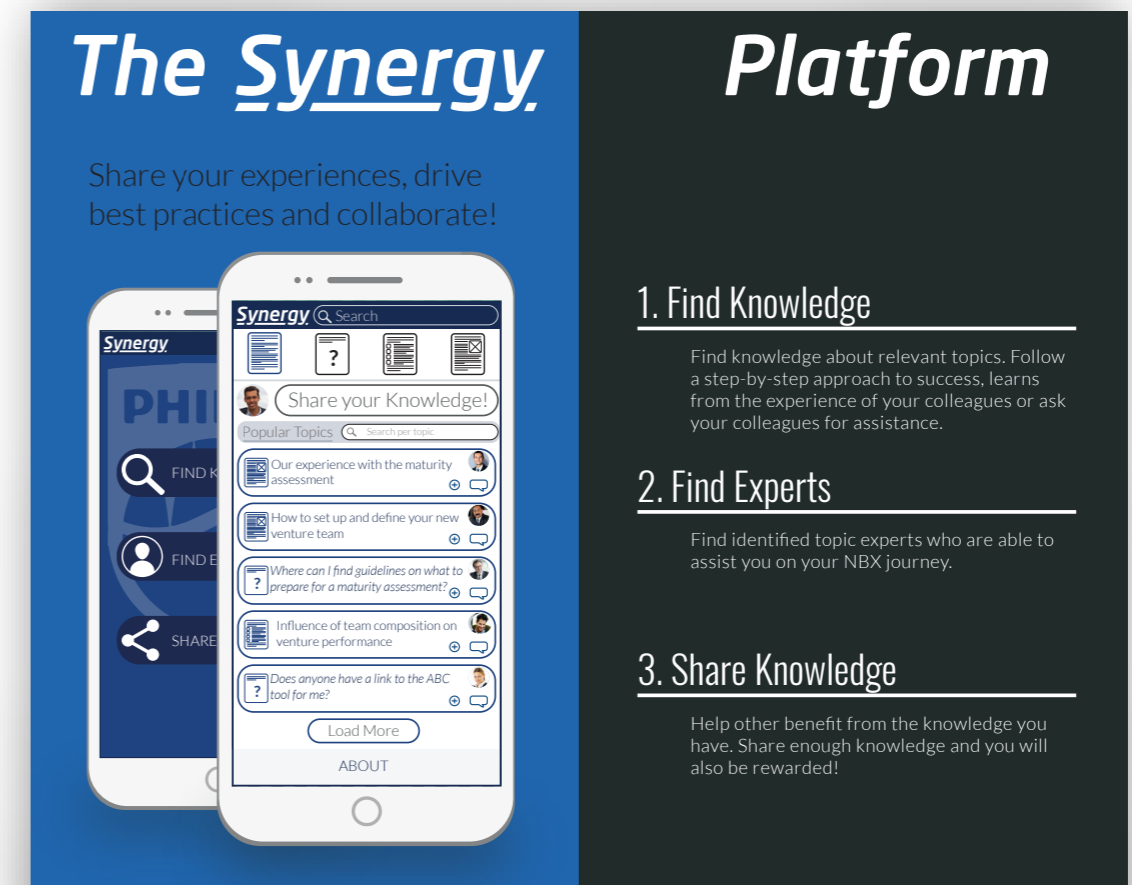 The Synergy Platform
Share your experiences, drive
best practices and collaborate!
Synergy
PHI
FIND K
FIND E
SHARE
Synergy Search
?
Share your Knowledge!
Popular Topics Search per topic
Our experience with the maturity
assessment
How to set up and define your new
venture team
? Where can I find guidelines on what to
prepare for a maturity assessment?
Influence of team composition on
venture performance
? Does anyone have a link to the ABC
tool for me?
Load More
ABOUT
1. Find Knowledge
Find knowledge about relevant topics. Follow
a step-by-step approach to success, learns
from the experience of your colleagues or ask
your colleagues for assistance.
2. Find Experts
Find identified topic experts who are able to
assist you on your NBX journey.
3. Share Knowledge
Help other benefit from the knowledge you
have. Share enough knowledge and you will
also be rewarded!